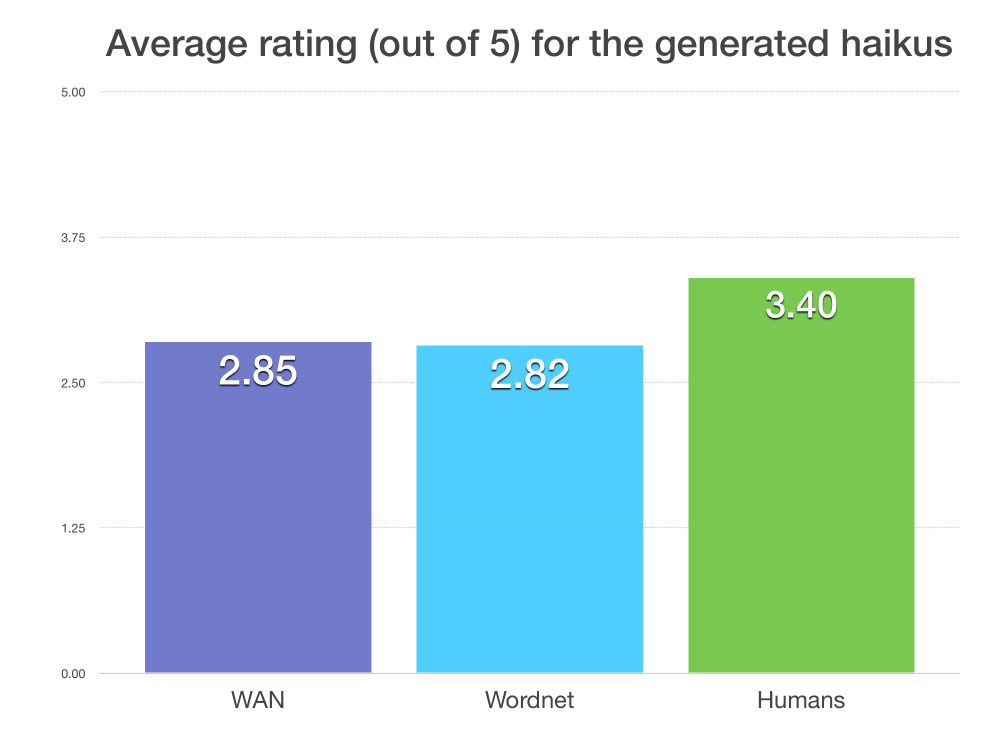 Average rating (out of 5) for the generated haikus
5.00
3.75
2.50
1.25
0.00
2.85
2.82
3.40
WAN
Wordnet
Humans